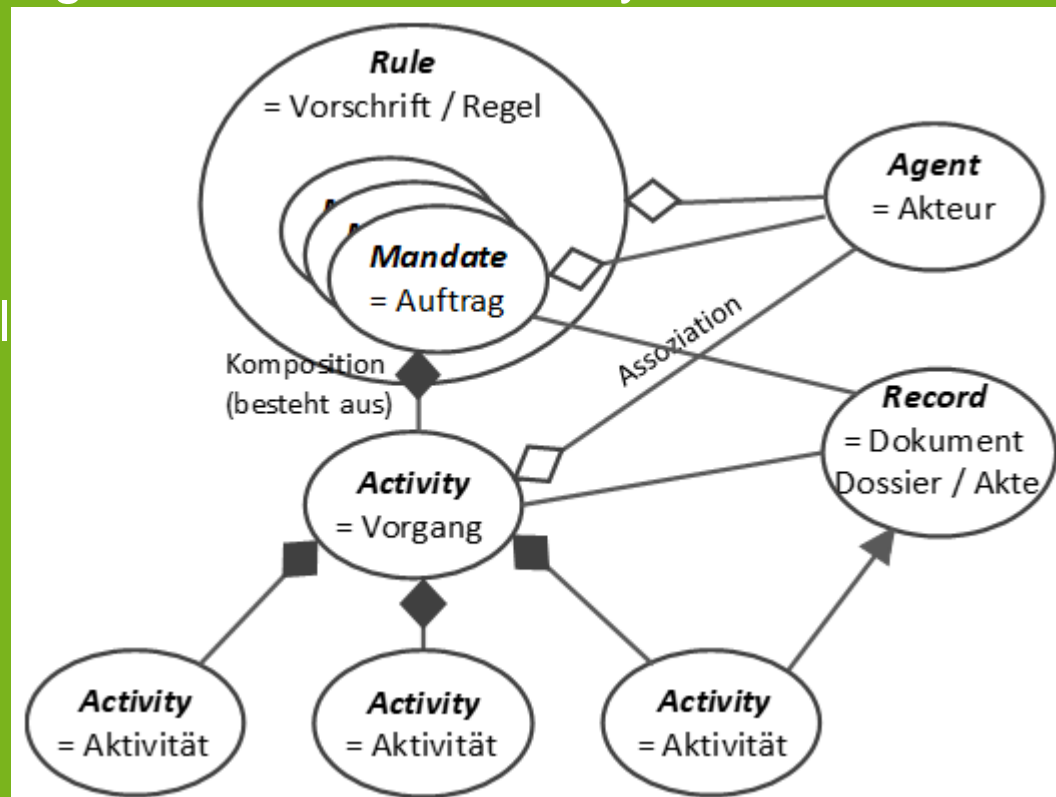 Rule
= Vorschrift / Regel
Agent
= Akteur
Mandate
= Auftrag
Assoziation
Komposition
(besteht aus)
Record
= Dokument
Dossier / Akte
Activity
= Vorgang
Activity
= Aktivität
Activity
= Aktivität
Activity
= Aktivität